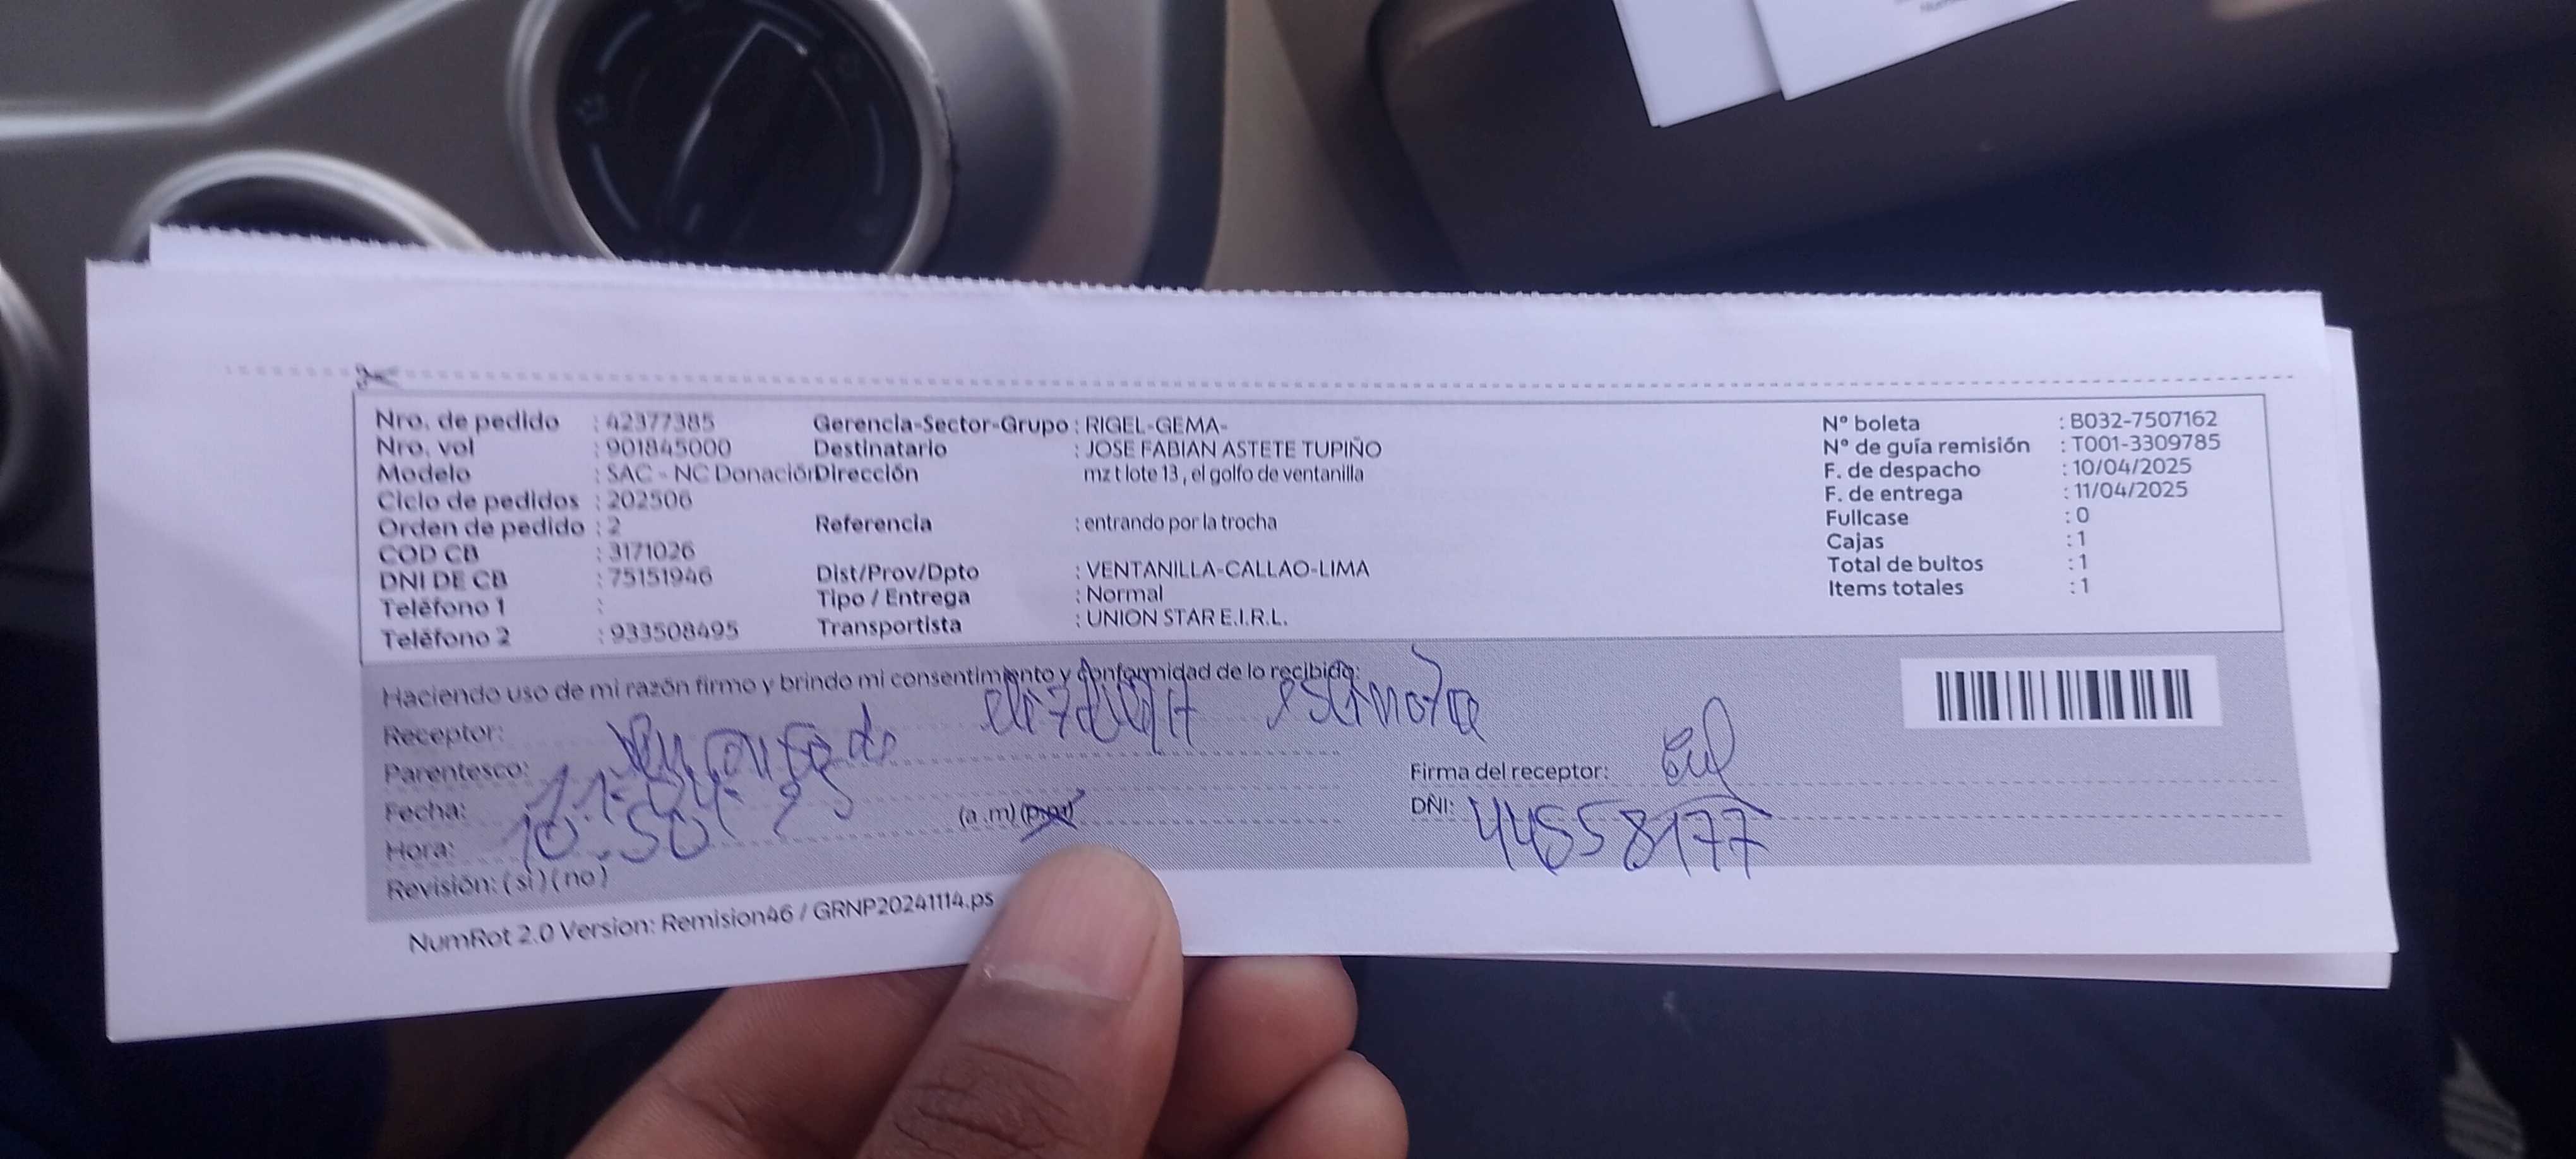 Nro. de pedido : 42377385
Nro. vol : 901845000
Modelo : SAC - NC Donación
Ciclo de pedidos : 202506
Orden de pedido : 2
COD CB : 3171026
DNI DE CB : 75151946
Teléfono 1 :
Teléfono 2 : 933508495
Gerencia-Sector-Grupo : RIGEL-GEMA-
Destinatario : JOSE FABIAN ASTETE TUPIÑO
Dirección mz t lote 13 , el golfo de ventanilla
Referencia : entrando por la trocha
Dist/Prov/Dpto : VENTANILLA-CALLAO-LIMA
Tipo / Entrega : Normal
Transportista : UNION STAR E.I.R.L.
Nº boleta : B032-7507162
Nº de guía remisión : T001-3309785
F. de despacho : 10/04/2025
F. de entrega : 11/04/2025
Fullcase : 0
Cajas : 1
Total de bultos : 1
Items totales : 1
Haciendo uso de mi razón firmo y brindo mi consentimiento y conformidad de lo recibido:
Receptor:
Parentesco:
Fecha: 11-04-25
Hora: 10:50 (a .m) (p.m)
Revisión: ( si ) ( no )
Firma del receptor:
DNI: 44558177
NumRot 2.0 Version: Remision46 / GRNP20241114.ps